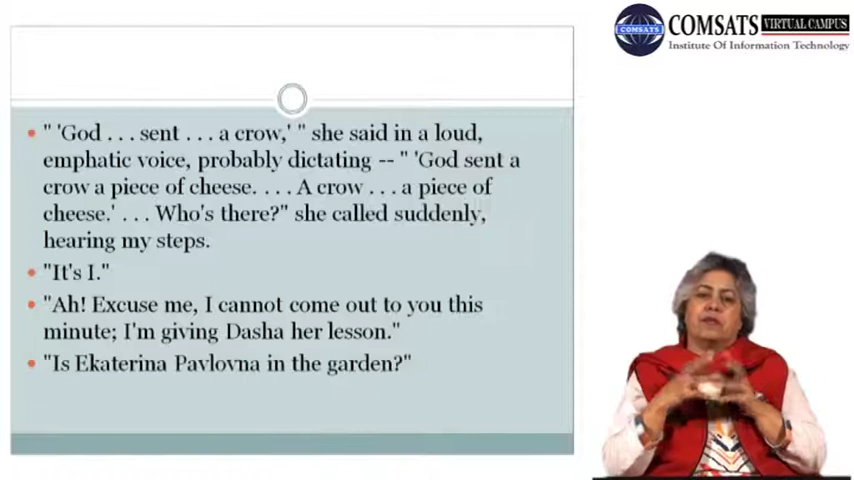 COMSATS VIRTUAL CAMPUS
Institute Of Information Technology
COMSATS
" 'God . . . sent . . . a crow,' " she said in a loud,
emphatic voice, probably dictating -- " 'God sent a
crow a piece of cheese. . . . A crow . . . a piece of
cheese.' . . . Who's there?" she called suddenly,
hearing my steps.
"It's I."
"Ah! Excuse me, I cannot come out to you this
minute; I'm giving Dasha her lesson."
"Is Ekaterina Pavlovna in the garden?"